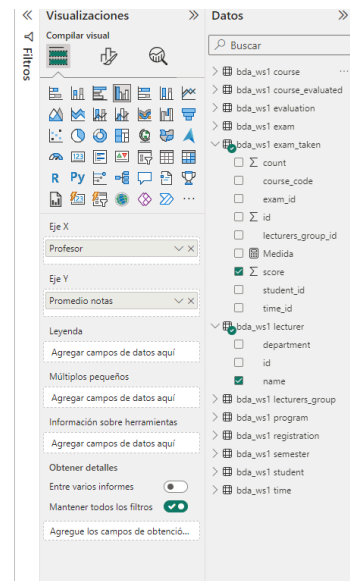 Filtros
Visualizaciones
Compilar visual
123
R
Py
Eje X
Profesor
Eje Y
Promedio notas
Leyenda
Agregar campos de datos aquí
Múltiplos pequeños
Agregar campos de datos aquí
Información sobre herramientas
Agregar campos de datos aquí
Obtener detalles
Entre varios informes
Mantener todos los filtros
Agregue los campos de obtenció...
Datos
Buscar
bda_ws1 course
bda_ws1 course_evaluated
bda_ws1 evaluation
bda_ws1 exam
bda_ws1 exam_taken
∑ count
course_code
exam_id
∑ id
lecturers_group_id
Medida
∑ score
student_id
time_id
bda_ws1 lecturer
department
id
name
bda_ws1 lecturers_group
bda_ws1 program
bda_ws1 registration
bda_ws1 semester
bda_ws1 student
bda_ws1 time